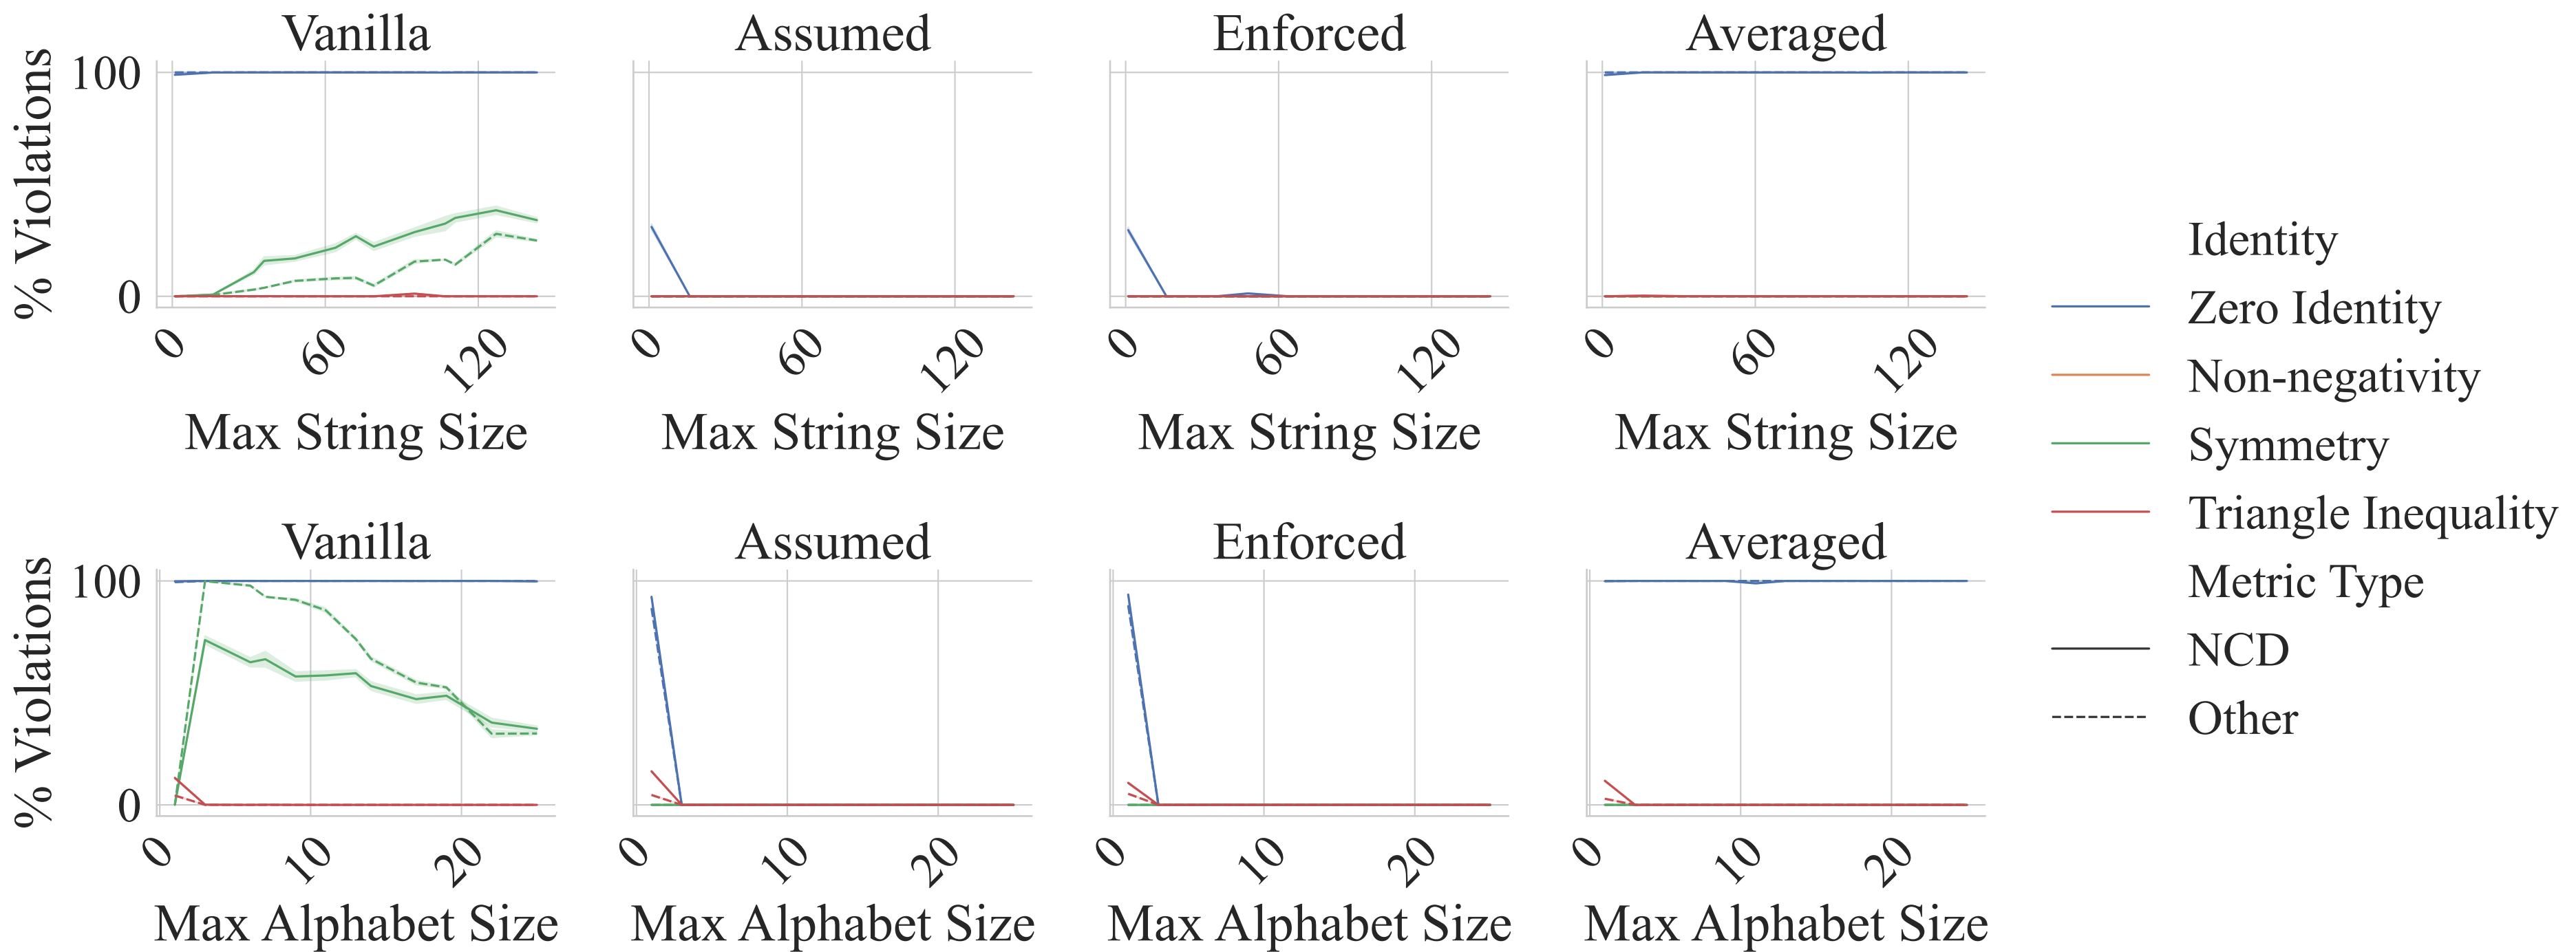 Vanilla
Assumed
Enforced
Averaged
% Violations
100
0
0 60 120
0 60 120
0 60 120
0 60 120
Max String Size
Max String Size
Max String Size
Max String Size
Vanilla
Assumed
Enforced
Averaged
% Violations
100
0
0 10 20
0 10 20
0 10 20
0 10 20
Max Alphabet Size
Max Alphabet Size
Max Alphabet Size
Max Alphabet Size
Identity
Zero Identity
Non-negativity
Symmetry
Triangle Inequality
Metric Type
NCD
Other